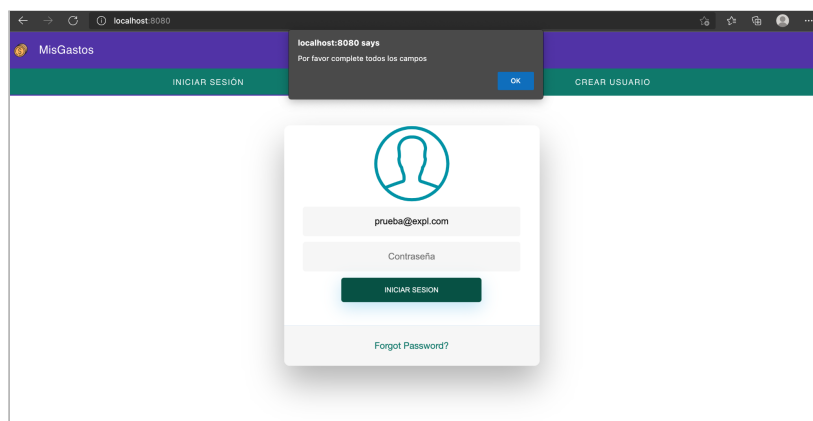 localhost:8080
MisGastos
localhost:8080 says
Por favor complete todos los campos
OK
INICIAR SESIÓN
CREAR USUARIO
prueba@expl.com
Contraseña
INICIAR SESION
Forgot Password?